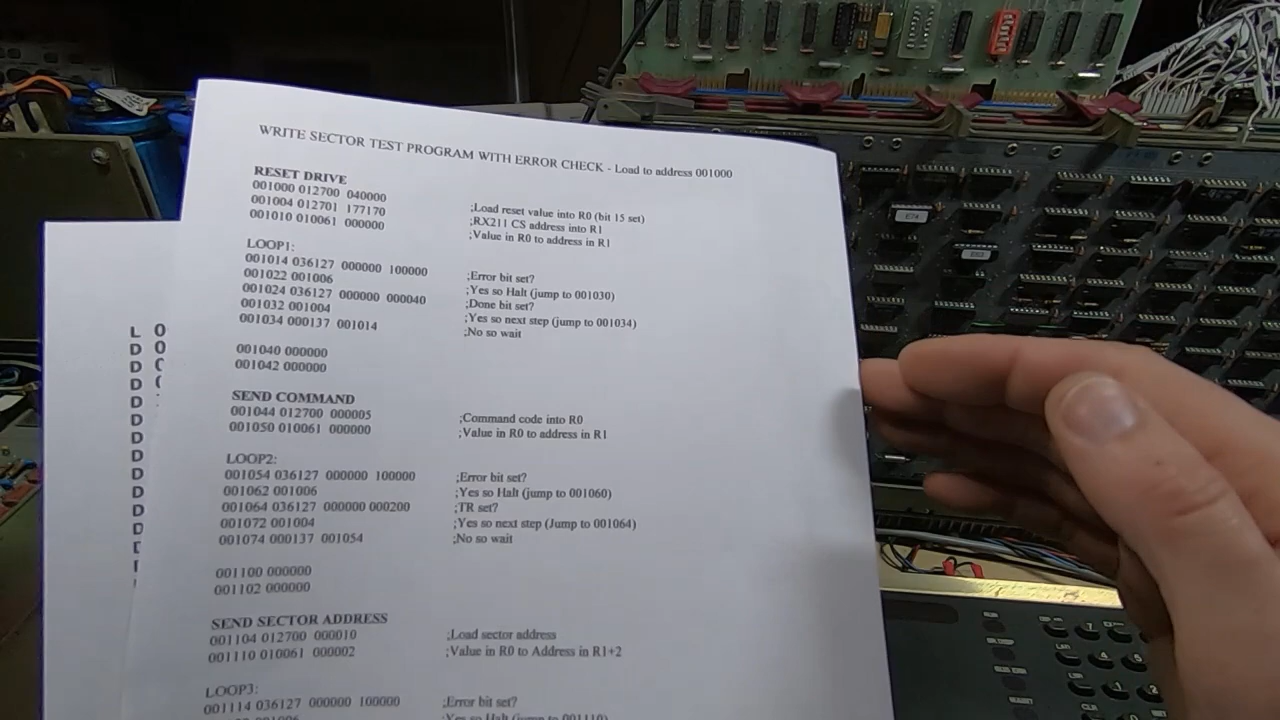 WRITE SECTOR TEST PROGRAM WITH ERROR CHECK - Load to address 001000
RESET DRIVE
001000 012700 040000 ;Load reset value into R0 (bit 15 set)
001004 012701 177170 ;RX211 CS address into R1
001010 010061 000000 ;Value in R0 to address in R1
LOOP1:
001014 036127 000000 100000 ;Error bit set?
001022 001006 ;Yes so Halt (jump to 001030)
001024 036127 000000 000040 ;Done bit set?
001032 001004 ;Yes so next step (jump to 001034)
001034 000137 001014 ;No so wait
001040 000000
001042 000000
SEND COMMAND
001044 012700 000005 ;Command code into R0
001050 010061 000000 ;Value in R0 to address in R1
LOOP2:
001054 036127 000000 100000 ;Error bit set?
001062 001006 ;Yes so Halt (jump to 001060)
001064 036127 000000 000200 ;TR set?
001072 001004 ;Yes so next step (Jump to 001064)
001074 000137 001054 ;No so wait
001100 000000
001102 000000
SEND SECTOR ADDRESS
001104 012700 000010 ;Load sector address
001110 010061 000002 ;Value in R0 to Address in R1+2
LOOP3:
001114 036127 000000 100000 ;Error bit set?
;Yes so Halt (jump to 001110)
L O
D
D
D
D
D
D
D
D
D
D
D
E74